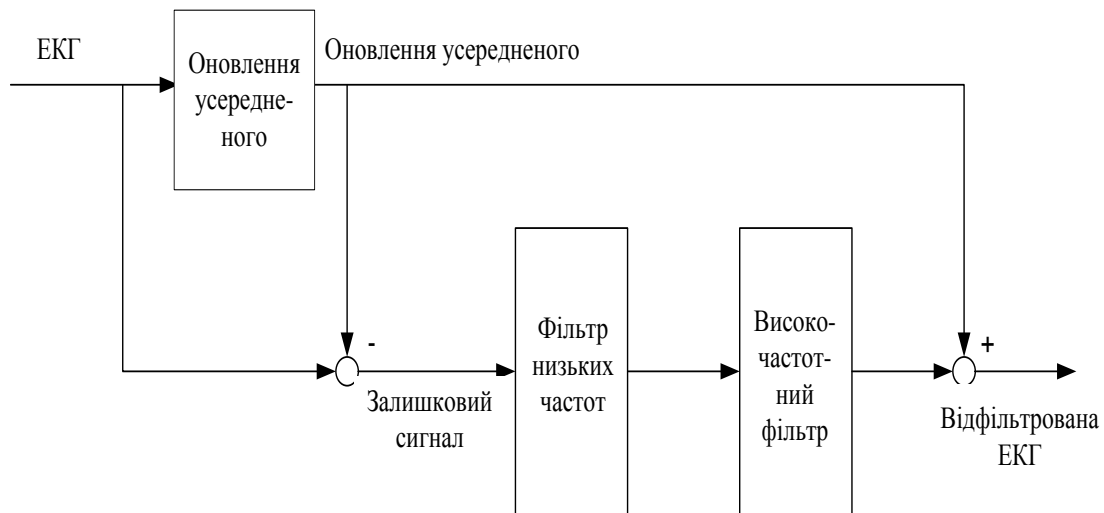 ЕКГ
Оновлення
усередне-
ного
Оновлення усередненого
-
Залишковий
сигнал
Фільтр
низьких
частот
Високо-
частот-
ний
фільтр
+
Відфільтрована
ЕКГ